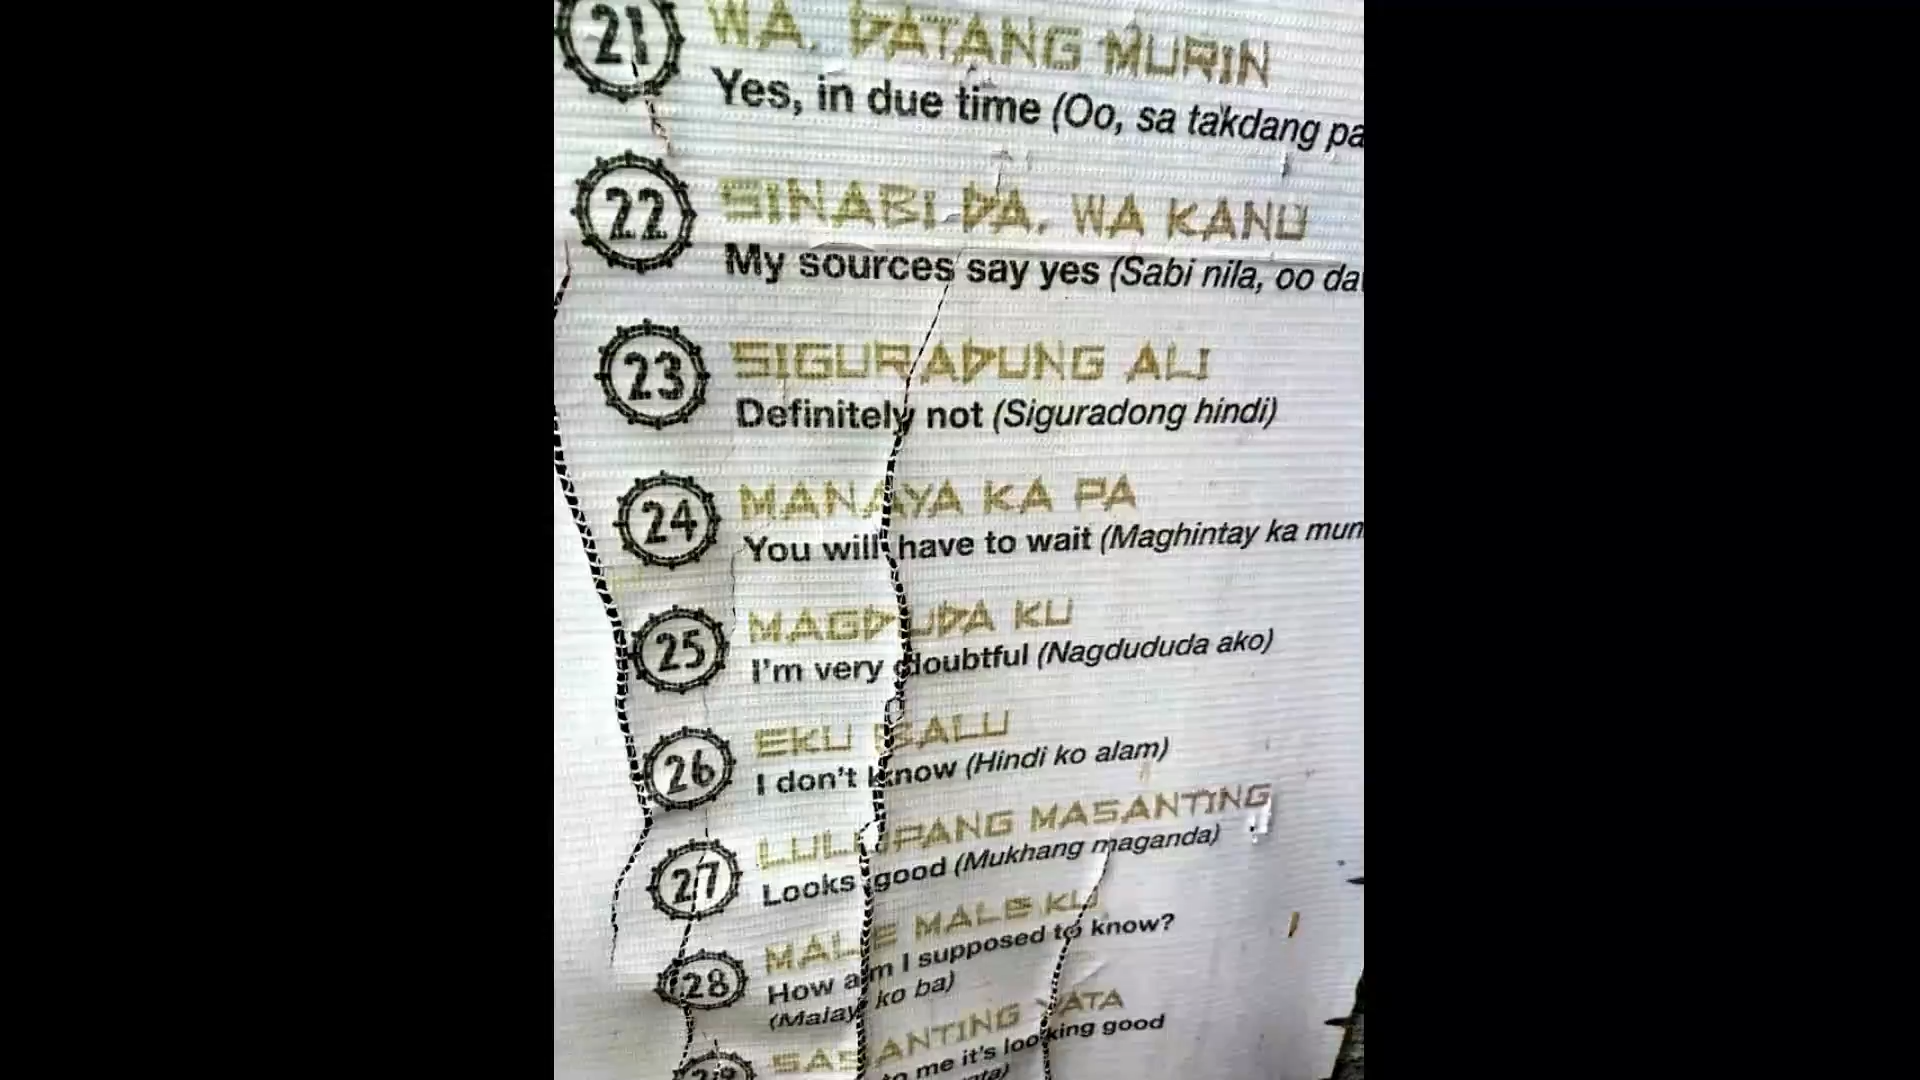 21 WA, DATANG MURIN
Yes, in due time (Oo, sa takdang pa
22 SINABI DA, WA KANU
My sources say yes (Sabi nila, oo da
23 SIGURADUNG ALI
Definitely not (Siguradong hindi)
24 MANAYA KA PA
You will have to wait (Maghintay ka mun
25 MAGDUDA KU
I'm very doubtful (Nagdududa ako)
26 EKU BALU
I don't know (Hindi ko alam)
27 LULUPANG MASANTING
Looks good (Mukhang maganda)
28 MALE MALE KU
How am I supposed to know?
(Malay ko ba)
29 SASANTING YATA
to me it's looking good